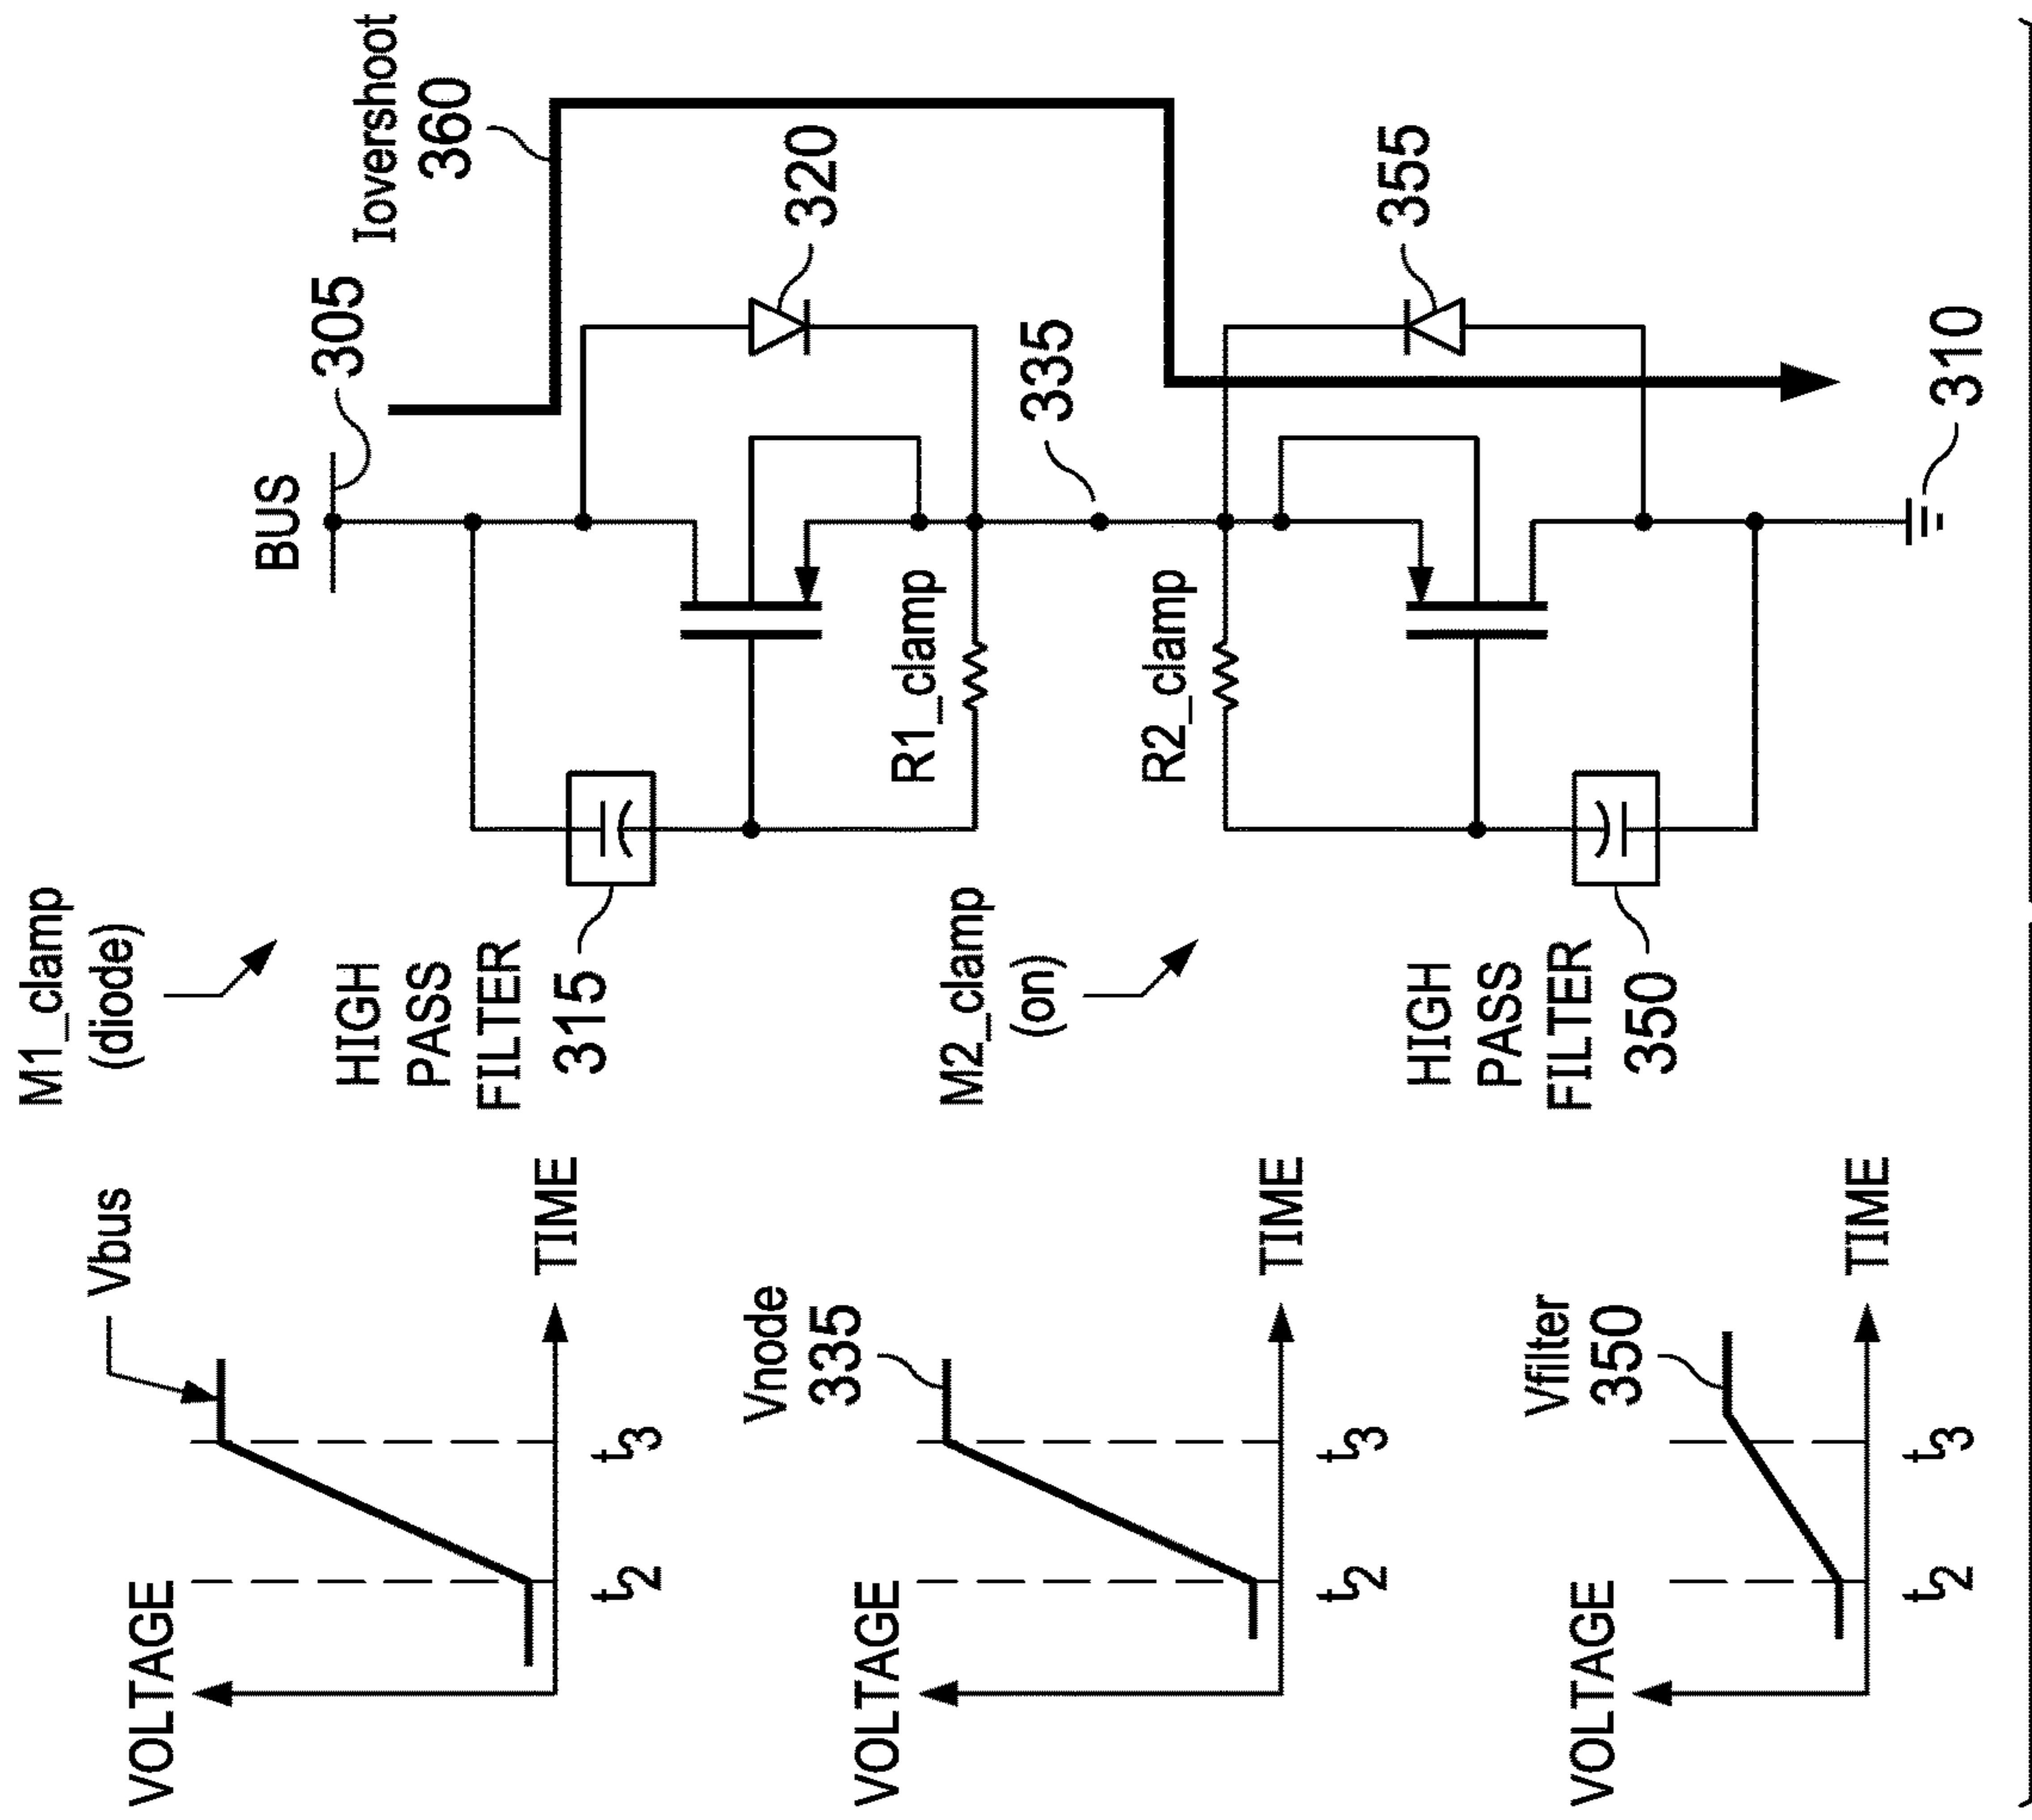 VOLTAGE
Vbus
t2
t3
TIME
VOLTAGE
Vnode
335
t2
t3
TIME
VOLTAGE
Vfilter
350
t2
t3
TIME
M1_clamp
(diode)
HIGH
PASS
FILTER
315
M2_clamp
(on)
HIGH
PASS
FILTER
350
BUS
305
Iovershoot
360
320
R1_clamp
335
R2_clamp
355
310